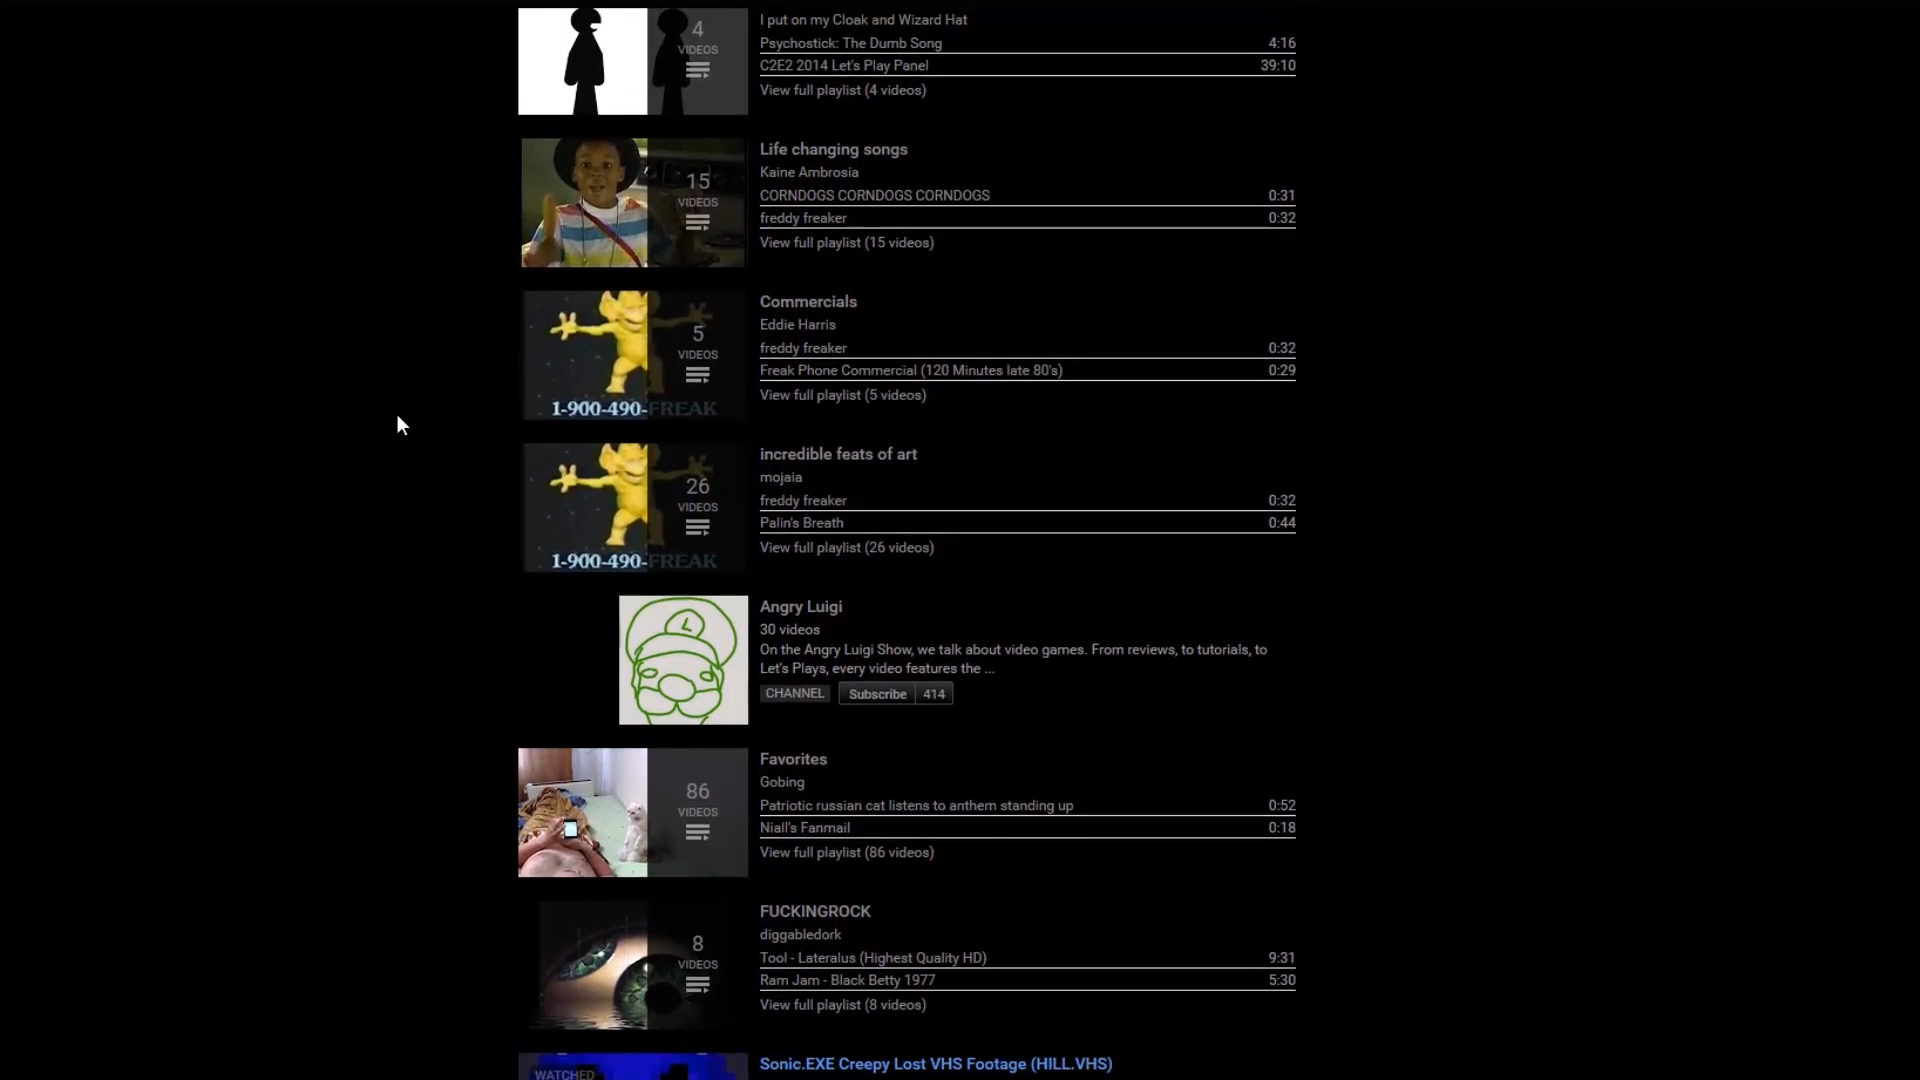 4
VIDEOS
I put on my Cloak and Wizard Hat
Psychostick: The Dumb Song 4:16
C2E2 2014 Let's Play Panel 39:10
View full playlist (4 videos)
15
VIDEOS
Life changing songs
Kaine Ambrosia
CORNDOGS CORNDOGS CORNDOGS 0:31
freddy freaker 0:32
View full playlist (15 videos)
5
VIDEOS
1-900-490-FREAK
Commercials
Eddie Harris
freddy freaker 0:32
Freak Phone Commercial (120 Minutes late 80's) 0:29
View full playlist (5 videos)
26
VIDEOS
1-900-490-FREAK
incredible feats of art
mojaia
freddy freaker 0:32
Palin's Breath 0:44
View full playlist (26 videos)
L
Angry Luigi
30 videos
On the Angry Luigi Show, we talk about video games. From reviews, to tutorials, to
Let's Plays, every video features the ...
CHANNEL Subscribe 414
86
VIDEOS
Favorites
Gobing
Patriotic russian cat listens to anthem standing up 0:52
Niall's Fanmail 0:18
View full playlist (86 videos)
8
VIDEOS
FUCKINGROCK
diggabledork
Tool - Lateralus (Highest Quality HD) 9:31
Ram Jam - Black Betty 1977 5:30
View full playlist (8 videos)
WATCHED
Sonic.EXE Creepy Lost VHS Footage (HILL.VHS)